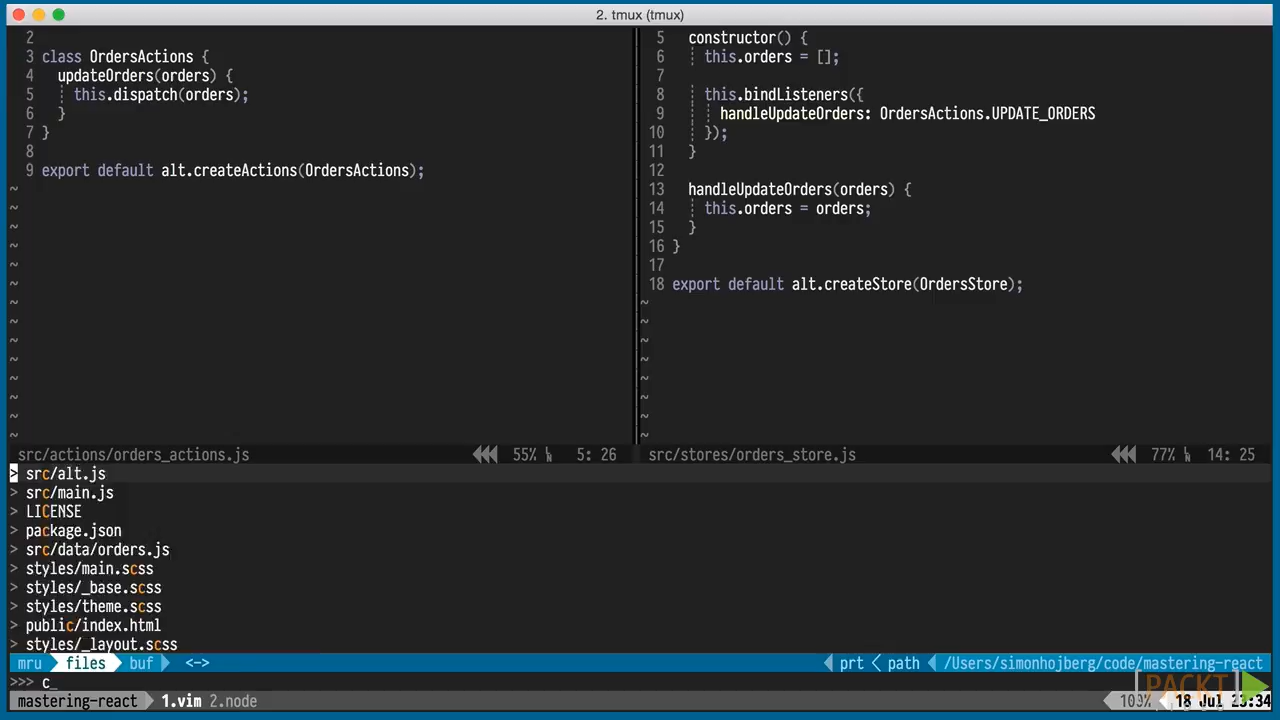 2. tmux (tmux)
2
3 class OrdersActions {
4 updateOrders(orders) {
5 this.dispatch(orders);
6 }
7 }
8
9 export default alt.createActions(OrdersActions);
~
~
~
~
~
~
~
~
~
~
~
~
~
~
src/actions/orders_actions.js 55% 5: 26
5 constructor() {
6 this.orders = [];
7
8 this.bindListeners({
9 handleUpdateOrders: OrdersActions.UPDATE_ORDERS
10 });
11 }
12
13 handleUpdateOrders(orders) {
14 this.orders = orders;
15 }
16 }
17
18 export default alt.createStore(OrdersStore);
~
~
~
~
~
~
~
~
src/stores/orders_store.js 77% 14: 25
> src/alt.js
> src/main.js
> LICENSE
> package.json
> src/data/orders.js
> styles/main.scss
> styles/_base.scss
> styles/theme.scss
> public/index.html
> styles/_layout.scss
mru files buf <-> prt path /Users/simonhojberg/code/mastering-react
>>> c_
mastering-react 1.vim 2.node 18 Jul 23:34
PACKT